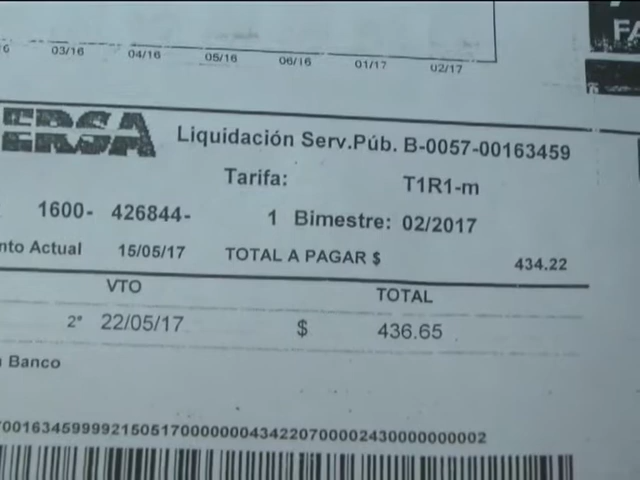 03/16 04/16 05/16 06/16 01/17 02/17
FA
ERSA Liquidación Serv.Púb. B-0057-00163459
Tarifa: T1R1-m
1600- 426844- 1 Bimestre: 02/2017
nto Actual 15/05/17 TOTAL A PAGAR $ 434.22
VTO TOTAL
2° 22/05/17 $ 436.65
Banco